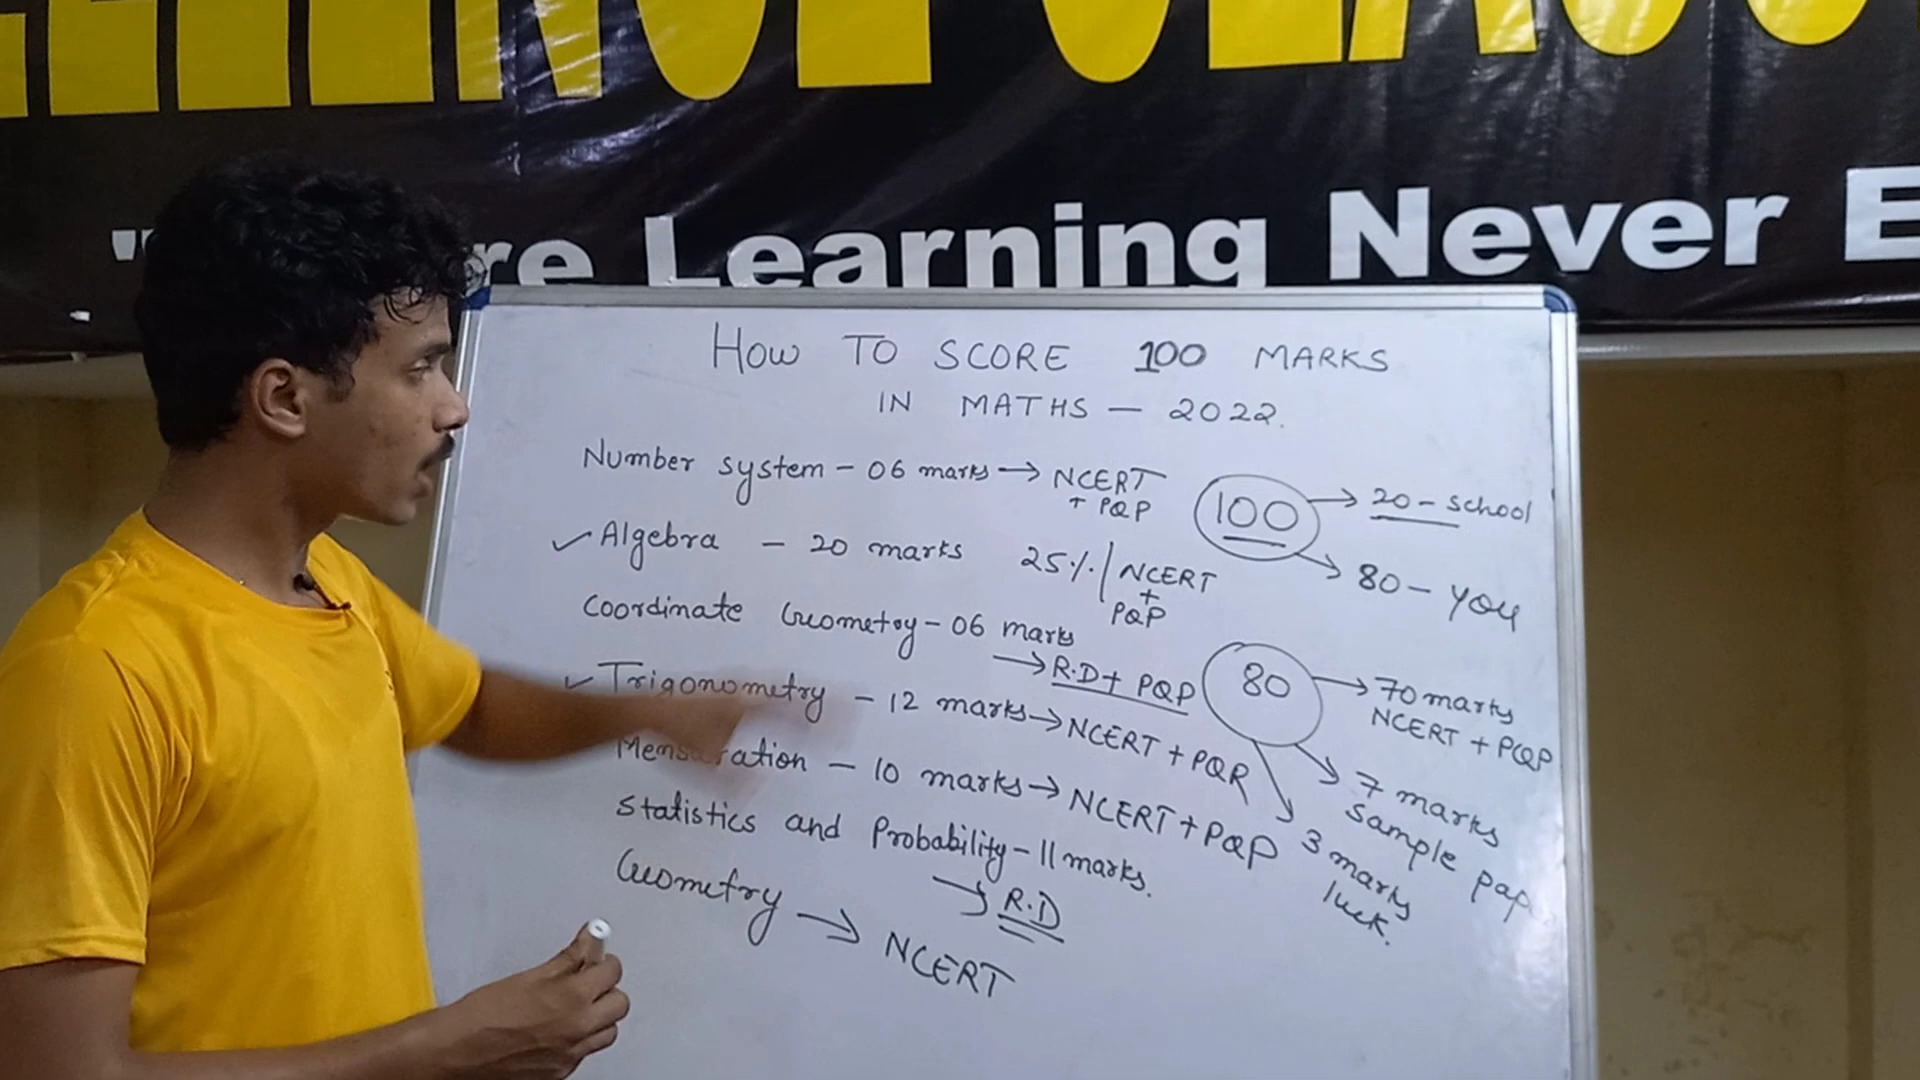 re Learning Never E
HOW TO SCORE 100 MARKS
IN MATHS - 2022.
Number system - 06 marks → NCERT
+ PQP
✓ Algebra - 20 marks 25% / NCERT
+
PQP
Coordinate Geometry - 06 marks
→ R.D + PQP
✓ Trigonometry - 12 marks → NCERT + PQR
Mensuration - 10 marks → NCERT + PQP
Statistics and Probability - 11 marks.
→ R.D
Geometry → NCERT
100 → 20 - school
→ 80 - you
80 → 70 marks
NCERT + PQP
→ 7 marks
Sample pap
→ 3 marks
luck.